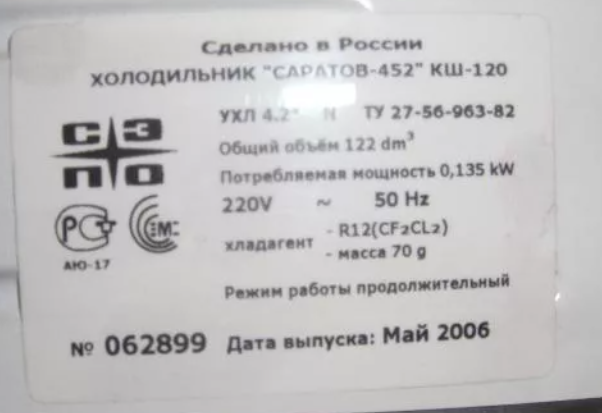 Сделано в России
ХОЛОДИЛЬНИК "САРАТОВ-452" КШ-120
УХЛ 4.2* N ТУ 27-56-963-82
Общий объём 122 dm³
Потребляемая мощность 0,135 kW
220V ~ 50 Hz
хладагент - R12(CF₂CL₂)
- масса 70 g
Режим работы продолжительный
СЭПО
РСТ
ЭМС
АЮ-17
№ 062899 Дата выпуска: Май 2006